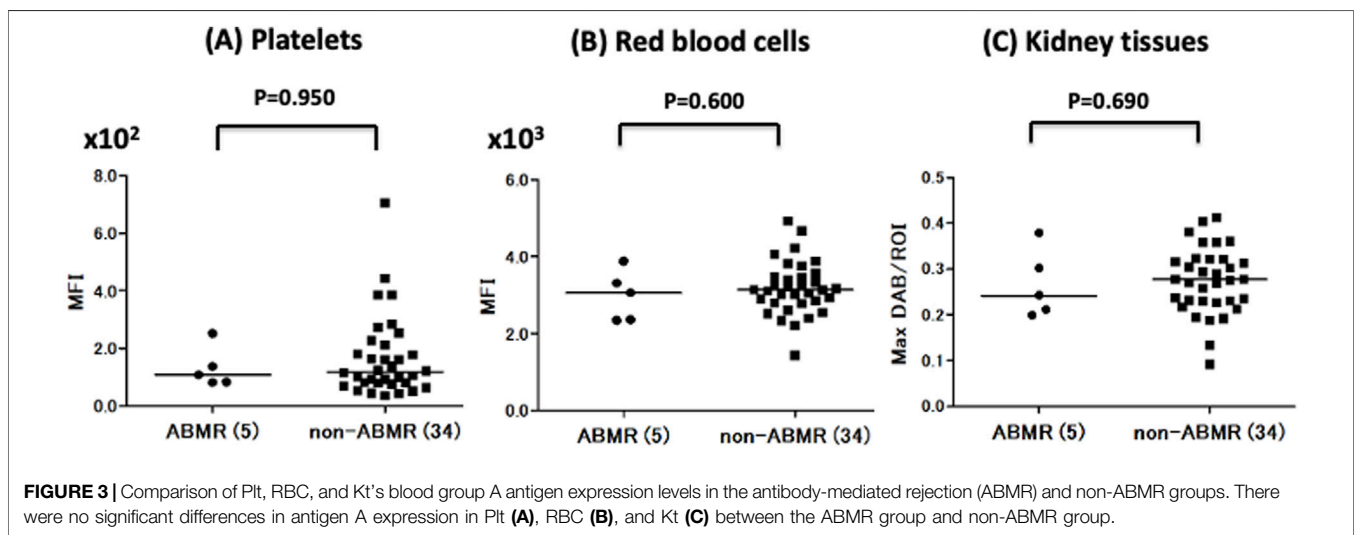 (A) Platelets
P=0.950
x10²
8.0
6.0
4.0
2.0
0.0
MFI
ABMR (5)
non-ABMR (34)
(B) Red blood cells
P=0.600
x10³
6.0
4.0
2.0
0.0
MFI
ABMR (5)
non-ABMR (34)
(C) Kidney tissues
P=0.690
0.5
0.4
0.3
0.2
0.1
0.0
Max DAB/ROI
ABMR (5)
non-ABMR (34)
FIGURE 3 | Comparison of Plt, RBC, and Kt's blood group A antigen expression levels in the antibody-mediated rejection (ABMR) and non-ABMR groups. There
were no significant differences in antigen A expression in Plt (A), RBC (B), and Kt (C) between the ABMR group and non-ABMR group.